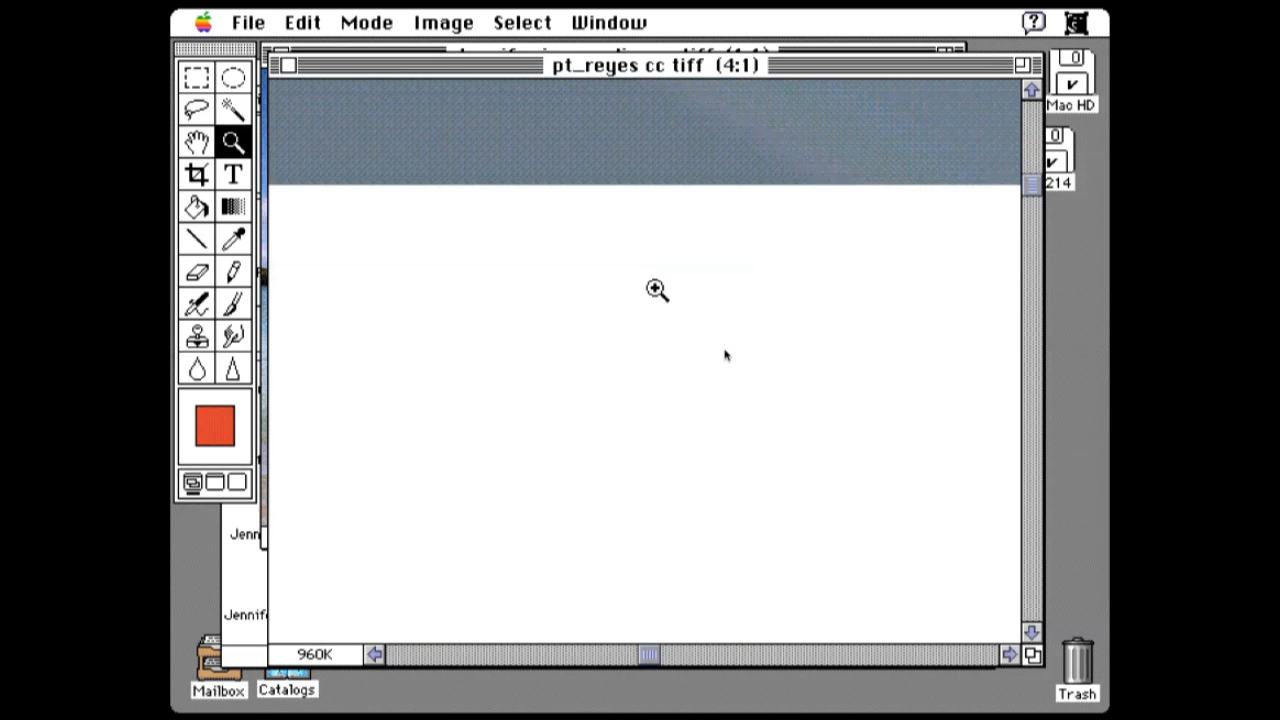 File Edit Mode Image Select Window
pt_reyes cc tiff (4:1)
Mac HD
214
T
Jenn
Jennif
960K
Mailbox
Catalogs
Trash